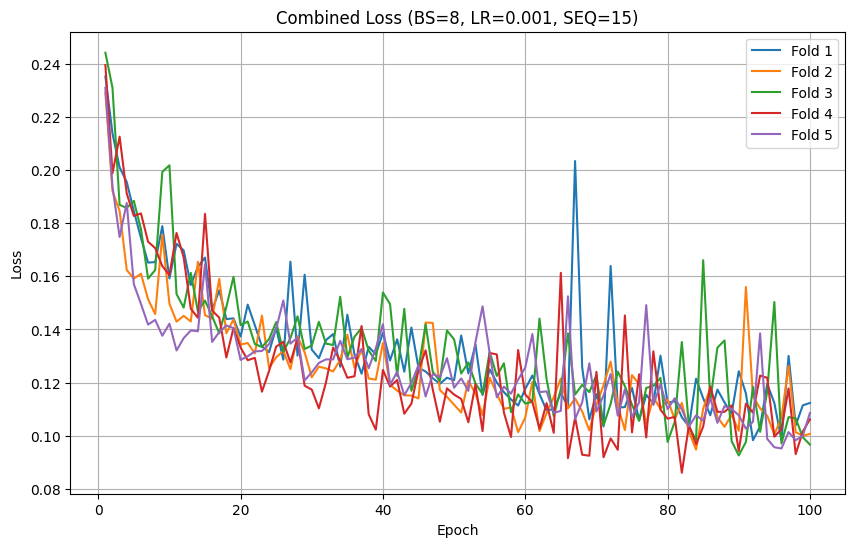 Combined Loss (BS=8, LR=0.001, SEQ=15)
Fold 1
Fold 2
Fold 3
Fold 4
Fold 5
Loss
0.24
0.22
0.20
0.18
0.16
0.14
0.12
0.10
0.08
0
20
40
60
80
100
Epoch